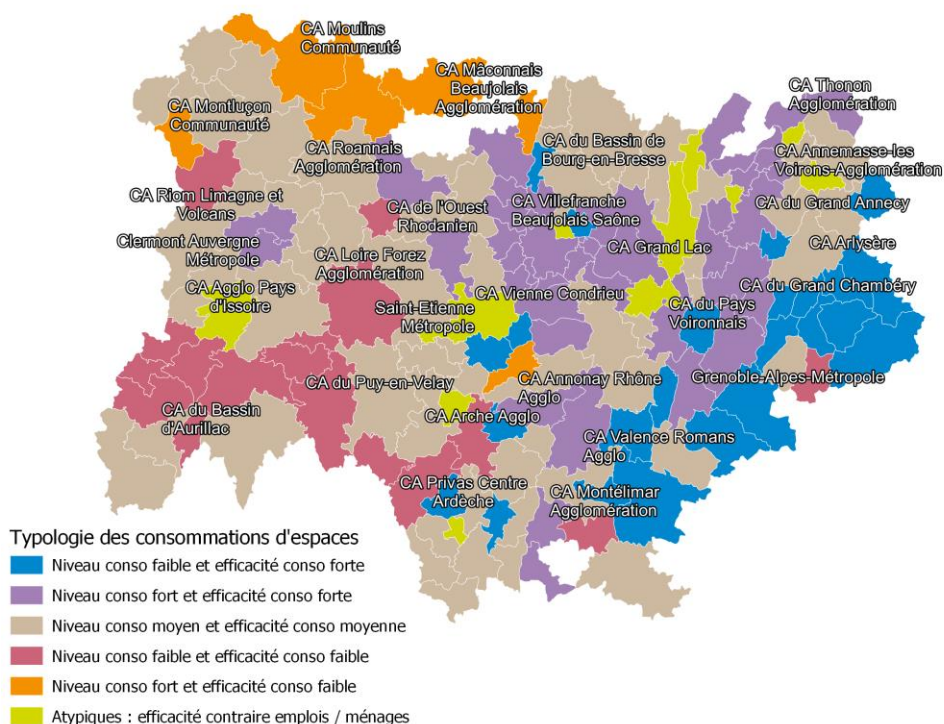 CA Moulins
Communauté
CA Mâconnais
Beaujolais
Agglomération
CA Thonon
Agglomération
CA Montluçon
Communauté
CA Roannais
Agglomération
CA du Bassin de
Bourg-en-Bresse
CA Annemasse-les
Voirons-Agglomération
CA Riom Limagne et
Volcans
CA de l'Ouest
Rhodanien
CA Villefranche
Beaujolais Saône
CA du Grand Annecy
Clermont Auvergne
Métropole
CA Loire Forez
Agglomération
CA Grand Lac
CA Arlysère
CA Agglo Pays
d'Issoire
Saint-Etienne
Métropole
CA Vienne Condrieu
CA du Pays
Voironnais
CA du Grand Chambéry
CA du Puy-en-Velay
CA Annonay Rhône
Agglo
Grenoble-Alpes-Métropole
CA du Bassin
d'Aurillac
CA Arche Agglo
CA Valence Romans
Agglo
CA Privas Centre
Ardèche
CA Montélimar
Agglomération
Typologie des consommations d'espaces
Niveau conso faible et efficacité conso forte
Niveau conso fort et efficacité conso forte
Niveau conso moyen et efficacité conso moyenne
Niveau conso faible et efficacité conso faible
Niveau conso fort et efficacité conso faible
Atypiques : efficacité contraire emplois / ménages